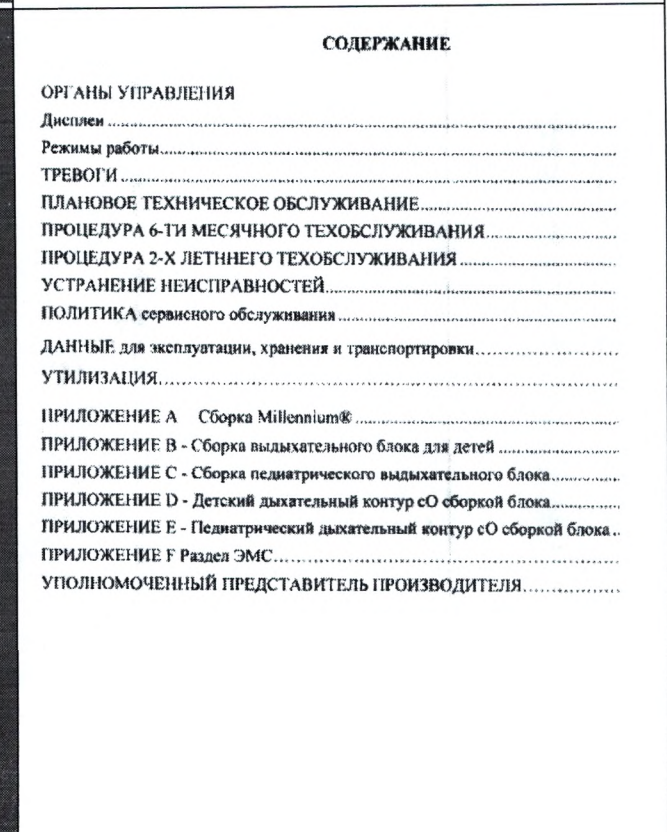 СОДЕРЖАНИЕ
ОРГАНЫ УПРАВЛЕНИЯ
Дисплеи ........................................
Режимы работы........................................
ТРЕВОГИ ........................................
ПЛАНОВОЕ ТЕХНИЧЕСКОЕ ОБСЛУЖИВАНИЕ........................................
ПРОЦЕДУРА 6-ТИ МЕСЯЧНОГО ТЕХОБСЛУЖИВАНИЯ........................................
ПРОЦЕДУРА 2-Х ЛЕТННЕГО ТЕХОБСЛУЖИВАНИЯ ........................................
УСТРАНЕНИЕ НЕИСПРАВНОСТЕЙ........................................
ПОЛИТИКА сервисного обслуживания ........................................
ДАННЫЕ для эксплуатации, хранения и транспортировки........................................
УТИЛИЗАЦИЯ........................................
ПРИЛОЖЕНИЕ A Сборка Millennium® ........................................
ПРИЛОЖЕНИЕ B - Сборка выдыхательного блока для детей ........................................
ПРИЛОЖЕНИЕ C - Сборка педиатрического выдыхательного блока....................
ПРИЛОЖЕНИЕ D - Детский дыхательный контур сО сборкой блока....................
ПРИЛОЖЕНИЕ E - Педиатрический дыхательный контур сО сборкой блока..
ПРИЛОЖЕНИЕ F Раздел ЭМС........................................
УПОЛНОМОЧЕННЫЙ ПРЕДСТАВИТЕЛЬ ПРОИЗВОДИТЕЛЯ....................